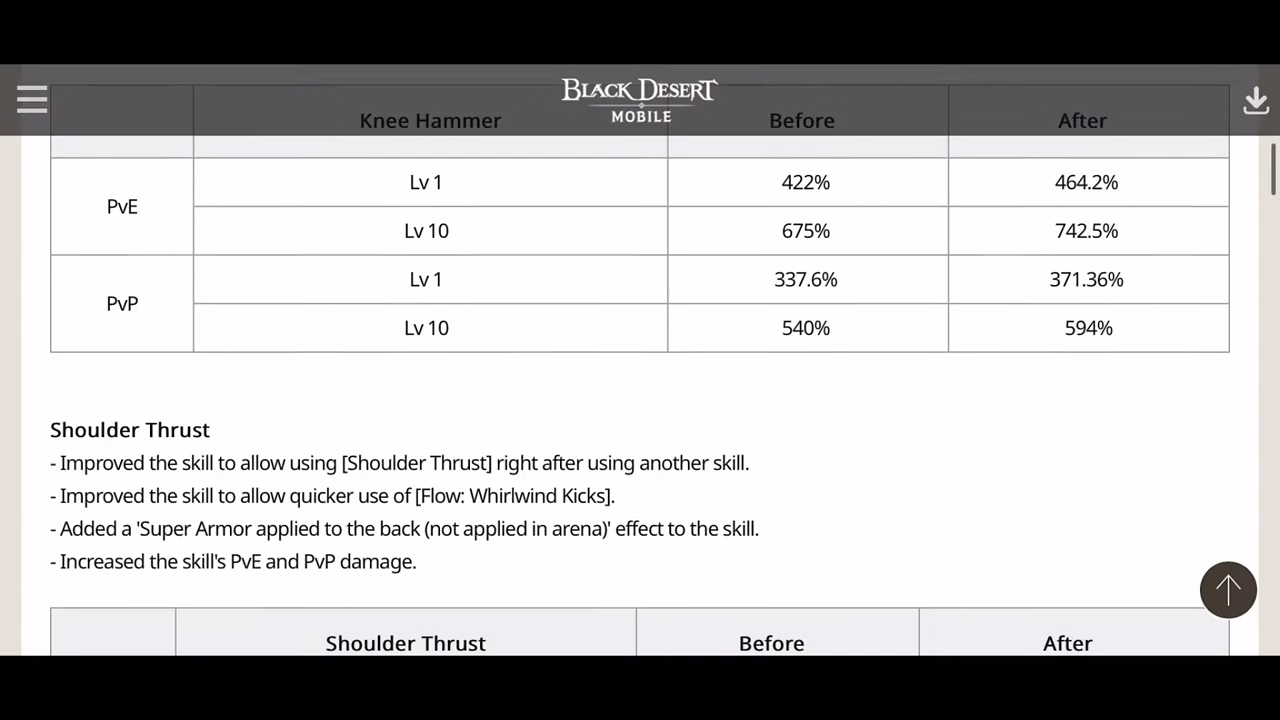 BLACK DESERT
MOBILE
Knee Hammer Before After
PvE Lv 1 422% 464.2%
Lv 10 675% 742.5%
PvP Lv 1 337.6% 371.36%
Lv 10 540% 594%
Shoulder Thrust
- Improved the skill to allow using [Shoulder Thrust] right after using another skill.
- Improved the skill to allow quicker use of [Flow: Whirlwind Kicks].
- Added a 'Super Armor applied to the back (not applied in arena)' effect to the skill.
- Increased the skill's PvE and PvP damage.
Shoulder Thrust Before After